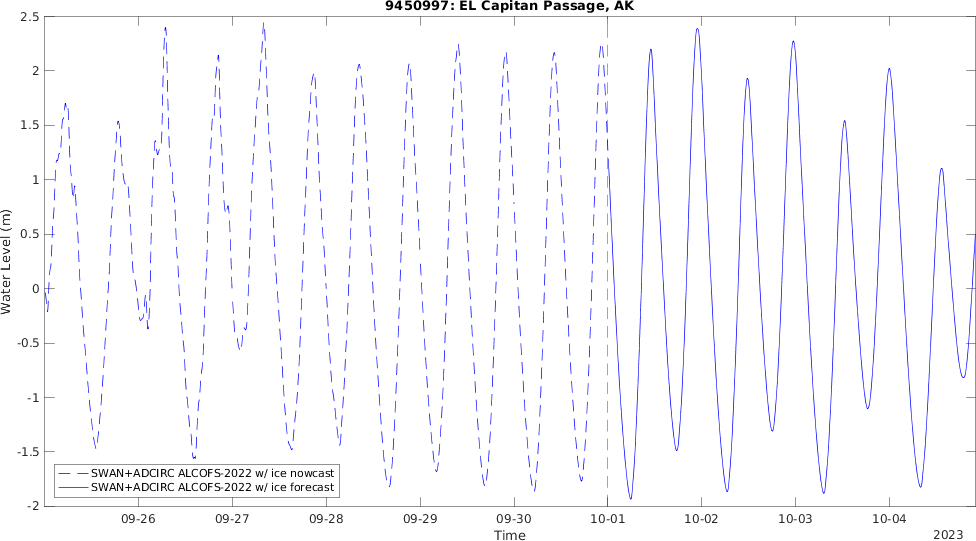 9450997: EL Capitan Passage, AK
2.5
2
1.5
1
0.5
0
-0.5
-1
-1.5
-2
Water Level (m)
SWAN+ADCIRC ALCOFS-2022 w/ ice nowcast
SWAN+ADCIRC ALCOFS-2022 w/ ice forecast
09-26 09-27 09-28 09-29 09-30 10-01 10-02 10-03 10-04
Time
2023